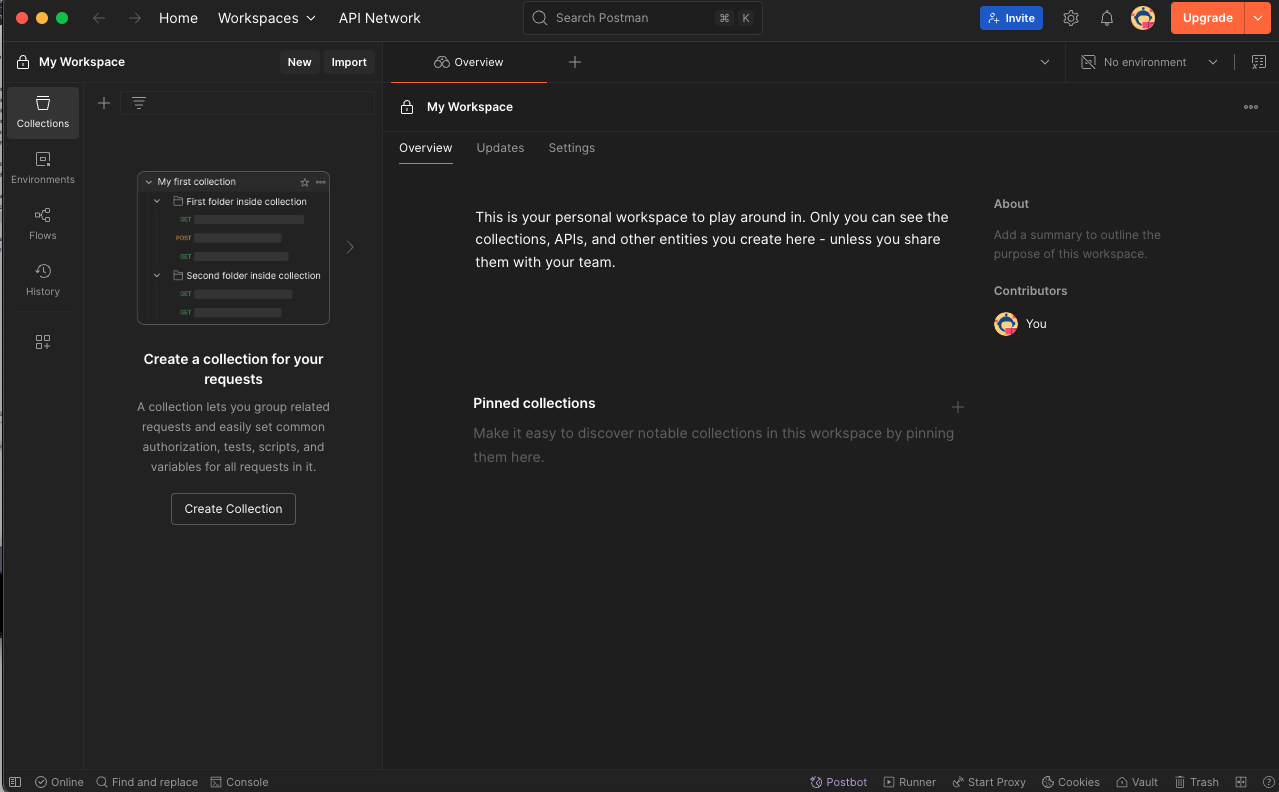 Home Workspaces API Network Search Postman ⌘ K Invite Upgrade
My Workspace New Import Overview No environment
Collections
Environments
Flows
History
My first collection
First folder inside collection
GET
POST
GET
Second folder inside collection
GET
GET
Create a collection for your
requests
A collection lets you group related
requests and easily set common
authorization, tests, scripts, and
variables for all requests in it.
Create Collection
My Workspace
Overview Updates Settings
This is your personal workspace to play around in. Only you can see the
collections, APIs, and other entities you create here - unless you share
them with your team.
Pinned collections
Make it easy to discover notable collections in this workspace by pinning
them here.
About
Add a summary to outline the
purpose of this workspace.
Contributors
You
Online Find and replace Console Postbot Runner Start Proxy Cookies Vault Trash